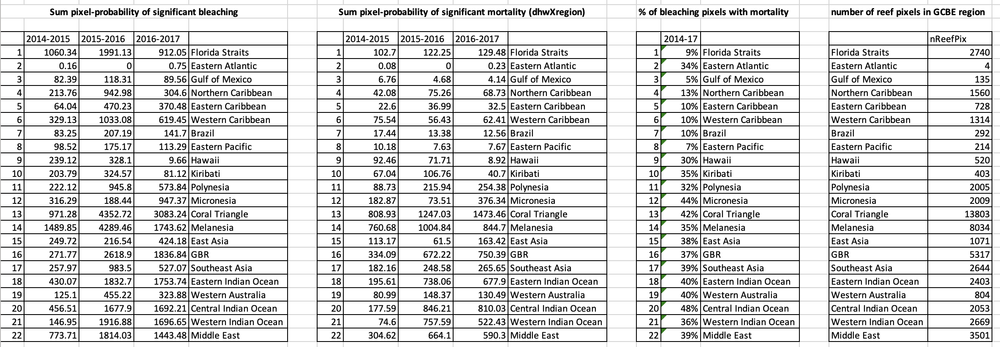 Sum pixel-probability of significant bleaching Sum pixel-probability of significant mortality (dhwXregion) % of bleaching pixels with mortality number of reef pixels in GCBE region
2014-2015 2015-2016 2016-2017 2014-2015 2015-2016 2016-2017 2014-17 nReefPix
1 1060.34 1991.13 912.05 Florida Straits 1 102.7 122.25 129.48 Florida Straits 1 9% Florida Straits Florida Straits 2740
2 0.16 0 0.75 Eastern Atlantic 2 0.08 0 0.23 Eastern Atlantic 2 34% Eastern Atlantic Eastern Atlantic 4
3 82.39 118.31 89.56 Gulf of Mexico 3 6.76 4.68 4.14 Gulf of Mexico 3 5% Gulf of Mexico Gulf of Mexico 135
4 213.76 942.98 304.6 Northern Caribbean 4 42.08 75.26 68.73 Northern Caribbean 4 13% Northern Caribbean Northern Caribbean 1560
5 64.04 470.23 370.48 Eastern Caribbean 5 22.6 36.99 32.5 Eastern Caribbean 5 10% Eastern Caribbean Eastern Caribbean 728
6 329.13 1033.08 619.45 Western Caribbean 6 75.54 56.43 62.41 Western Caribbean 6 10% Western Caribbean Western Caribbean 1314
7 83.25 207.19 141.7 Brazil 7 17.44 13.38 12.56 Brazil 7 10% Brazil Brazil 292
8 98.52 175.17 113.29 Eastern Pacific 8 10.18 7.63 7.67 Eastern Pacific 8 7% Eastern Pacific Eastern Pacific 214
9 239.12 328.1 9.66 Hawaii 9 92.46 71.71 8.92 Hawaii 9 30% Hawaii Hawaii 520
10 203.79 324.57 81.12 Kiribati 10 67.04 106.76 40.7 Kiribati 10 35% Kiribati Kiribati 403
11 222.12 945.8 573.84 Polynesia 11 88.73 215.94 254.38 Polynesia 11 32% Polynesia Polynesia 2005
12 316.29 188.44 947.37 Micronesia 12 182.87 73.51 376.34 Micronesia 12 44% Micronesia Micronesia 2009
13 971.28 4352.72 3083.24 Coral Triangle 13 808.93 1247.03 1473.46 Coral Triangle 13 42% Coral Triangle Coral Triangle 13803
14 1489.85 4289.46 1743.62 Melanesia 14 760.68 1004.84 844.7 Melanesia 14 35% Melanesia Melanesia 8034
15 249.72 216.54 424.18 East Asia 15 113.17 61.5 163.42 East Asia 15 38% East Asia East Asia 1071
16 271.77 2618.9 1836.84 GBR 16 334.09 672.22 750.39 GBR 16 37% GBR GBR 5317
17 257.97 983.5 527.07 Southeast Asia 17 182.16 248.58 265.65 Southeast Asia 17 39% Southeast Asia Southeast Asia 2644
18 430.07 1832.7 1753.74 Eastern Indian Ocean 18 195.61 738.06 677.9 Eastern Indian Ocean 18 40% Eastern Indian Ocean Eastern Indian Ocean 2403
19 125.1 455.22 323.88 Western Australia 19 80.99 148.37 130.49 Western Australia 19 40% Western Australia Western Australia 804
20 456.51 1677.9 1692.21 Central Indian Ocean 20 177.59 846.21 810.03 Central Indian Ocean 20 48% Central Indian Ocean Central Indian Ocean 2053
21 146.95 1916.88 1696.65 Western Indian Ocean 21 74.6 757.59 522.43 Western Indian Ocean 21 36% Western Indian Ocean Western Indian Ocean 2669
22 773.71 1814.03 1443.48 Middle East 22 304.62 664.1 590.3 Middle East 22 39% Middle East Middle East 3501